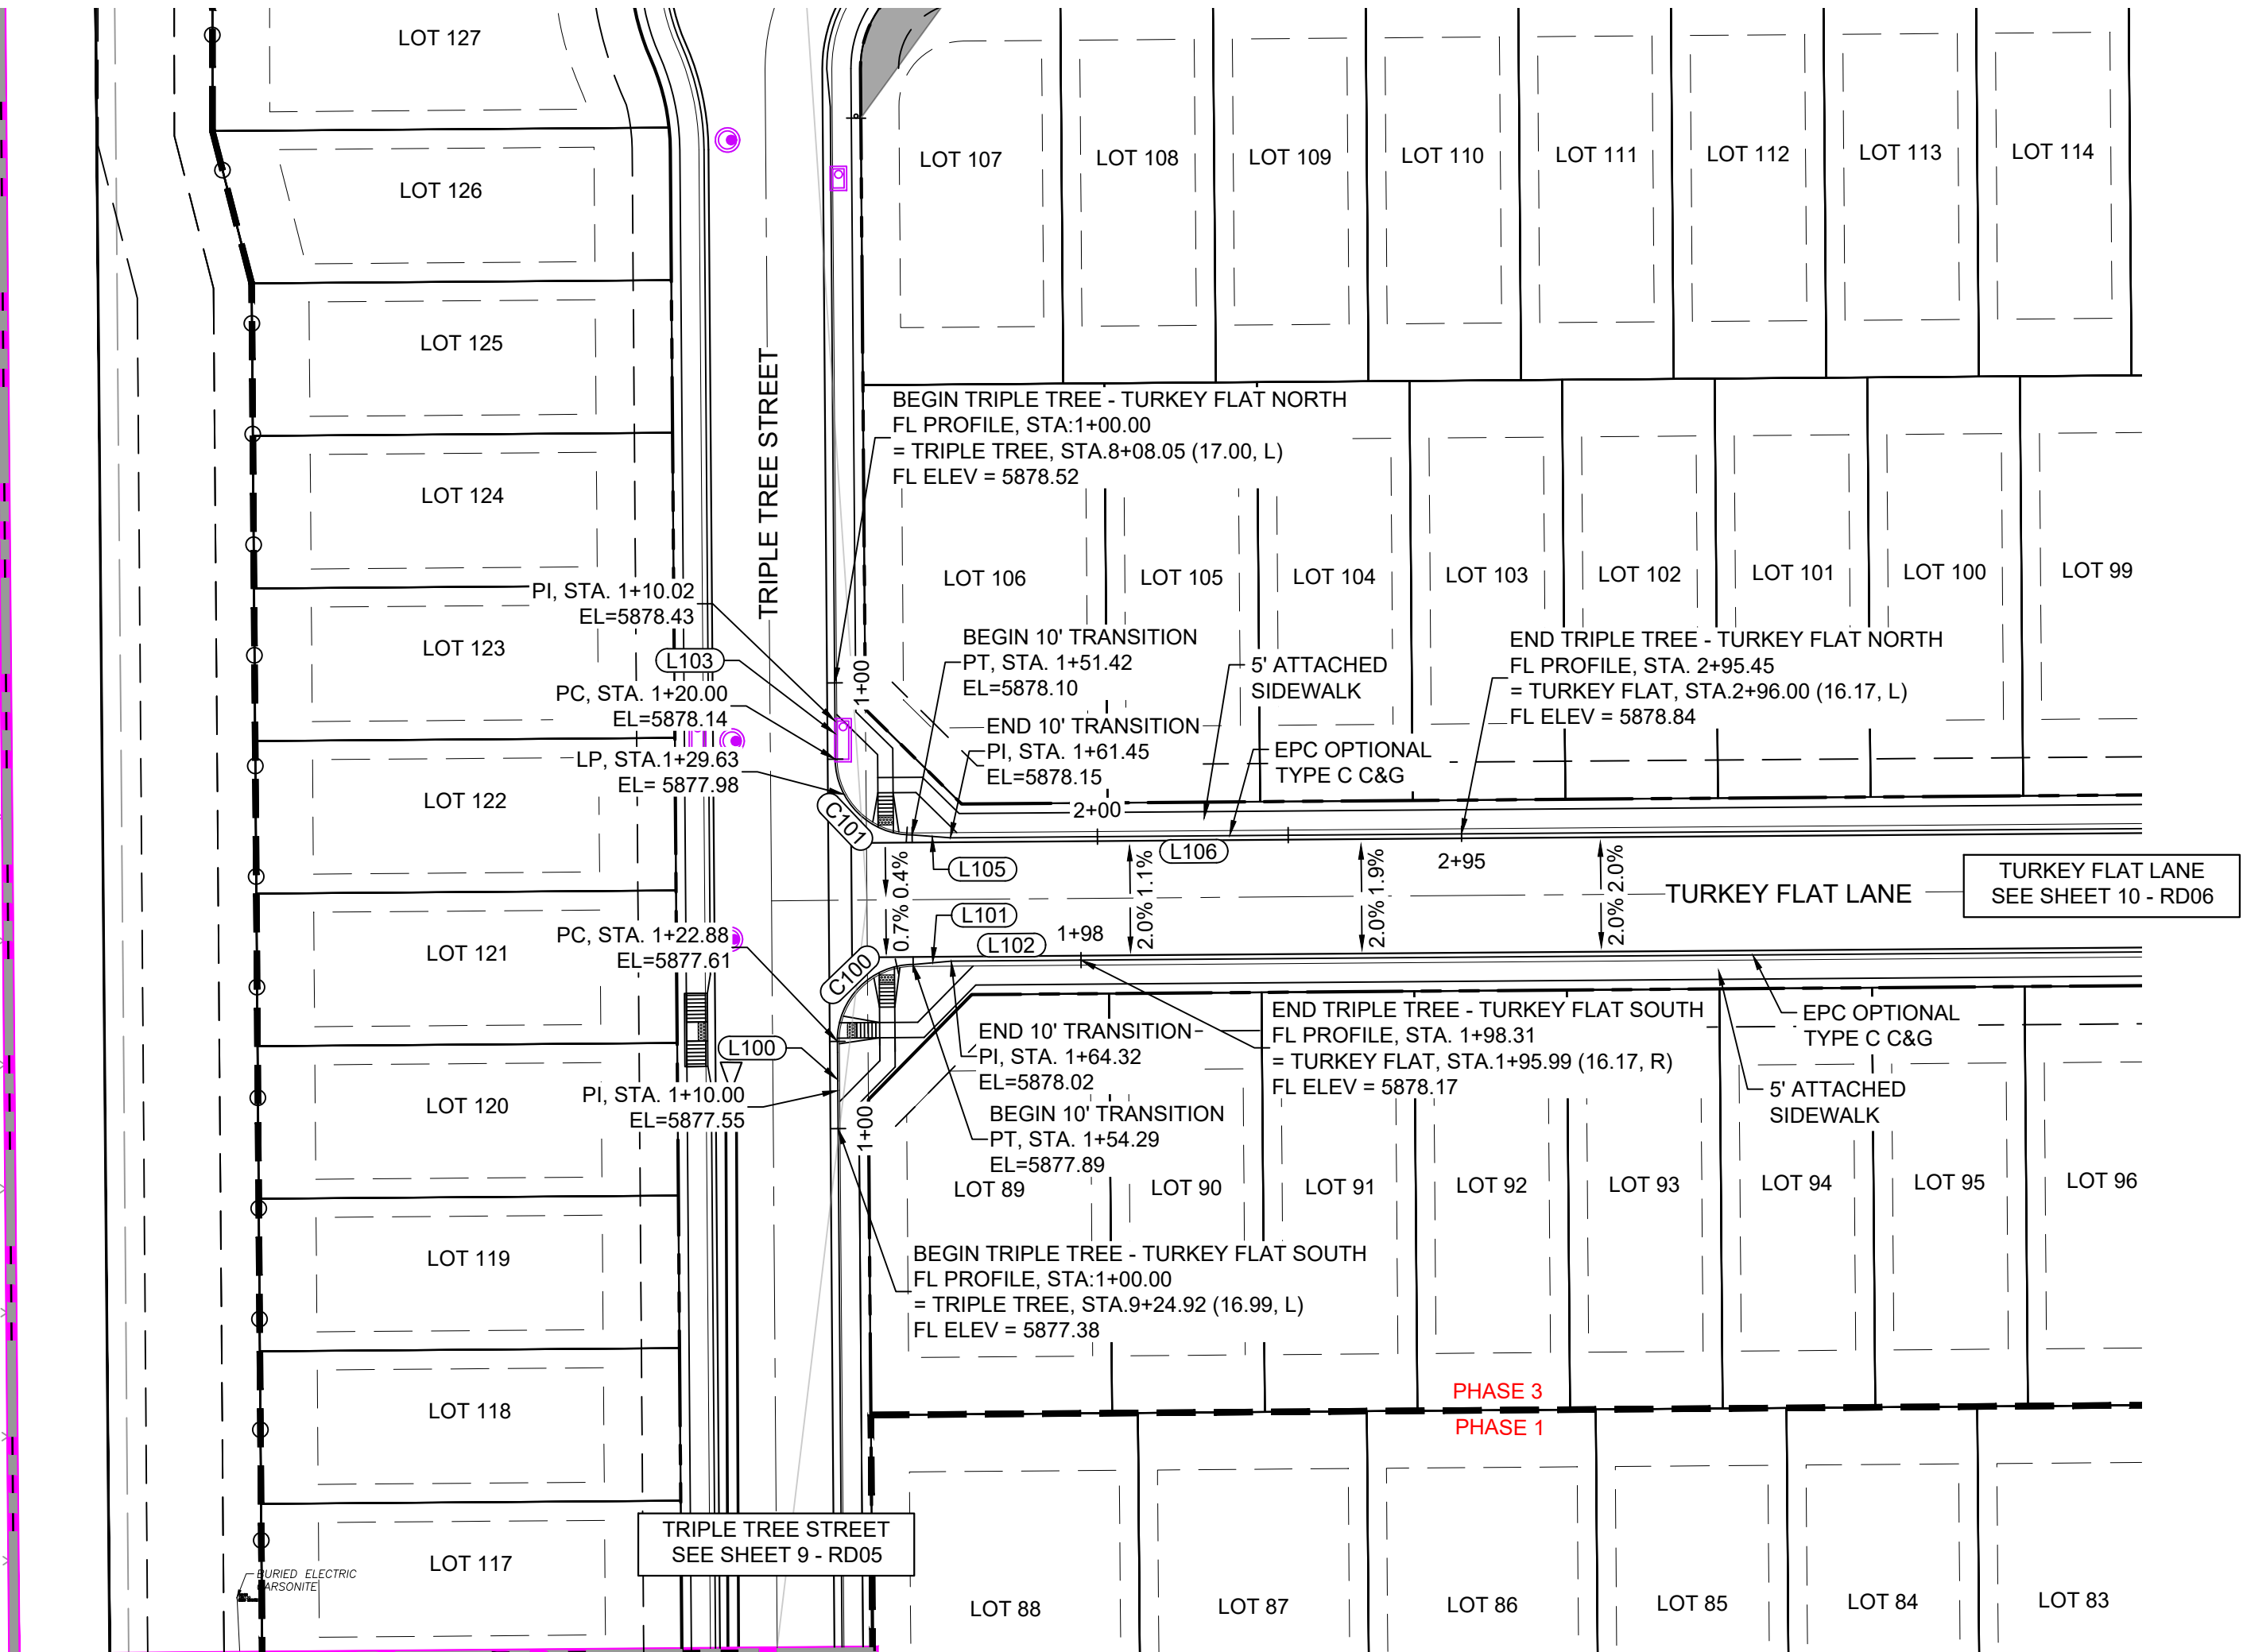 LOT 127
LOT 126
LOT 125
LOT 124
LOT 123
LOT 122
LOT 121
LOT 120
LOT 119
LOT 118
LOT 117
BURIED ELECTRIC
CARSONITE
TRIPLE TREE STREET
LOT 107
LOT 108
LOT 109
LOT 110
LOT 111
LOT 112
LOT 113
LOT 114
BEGIN TRIPLE TREE - TURKEY FLAT NORTH
FL PROFILE, STA:1+00.00
= TRIPLE TREE, STA.8+08.05 (17.00, L)
FL ELEV = 5878.52
LOT 106
LOT 105
LOT 104
LOT 103
LOT 102
LOT 101
LOT 100
LOT 99
PI, STA. 1+10.02
EL=5878.43
L103
PC, STA. 1+20.00
EL=5878.14
LP, STA.1+29.63
EL= 5877.98
C101
1+00
BEGIN 10' TRANSITION
PT, STA. 1+51.42
EL=5878.10
END 10' TRANSITION
PI, STA. 1+61.45
EL=5878.15
5' ATTACHED
SIDEWALK
EPC OPTIONAL
TYPE C C&G
END TRIPLE TREE - TURKEY FLAT NORTH
FL PROFILE, STA. 2+95.45
= TURKEY FLAT, STA.2+96.00 (16.17, L)
FL ELEV = 5878.84
2+00
L105
L106
2+95
0.7% 0.4%
2.0% 1.1%
2.0% 1.9%
2.0% 2.0%
TURKEY FLAT LANE
TURKEY FLAT LANE
SEE SHEET 10 - RD06
L101
L102
1+98
PC, STA. 1+22.88
EL=5877.61
C100
L100
PI, STA. 1+10.00
EL=5877.55
1+00
END 10' TRANSITION
PI, STA. 1+64.32
EL=5878.02
BEGIN 10' TRANSITION
PT, STA. 1+54.29
EL=5877.89
END TRIPLE TREE - TURKEY FLAT SOUTH
FL PROFILE, STA. 1+98.31
= TURKEY FLAT, STA.1+95.99 (16.17, R)
FL ELEV = 5878.17
EPC OPTIONAL
TYPE C C&G
5' ATTACHED
SIDEWALK
LOT 89
LOT 90
LOT 91
LOT 92
LOT 93
LOT 94
LOT 95
LOT 96
BEGIN TRIPLE TREE - TURKEY FLAT SOUTH
FL PROFILE, STA:1+00.00
= TRIPLE TREE, STA.9+24.92 (16.99, L)
FL ELEV = 5877.38
PHASE 3
PHASE 1
TRIPLE TREE STREET
SEE SHEET 9 - RD05
LOT 88
LOT 87
LOT 86
LOT 85
LOT 84
LOT 83